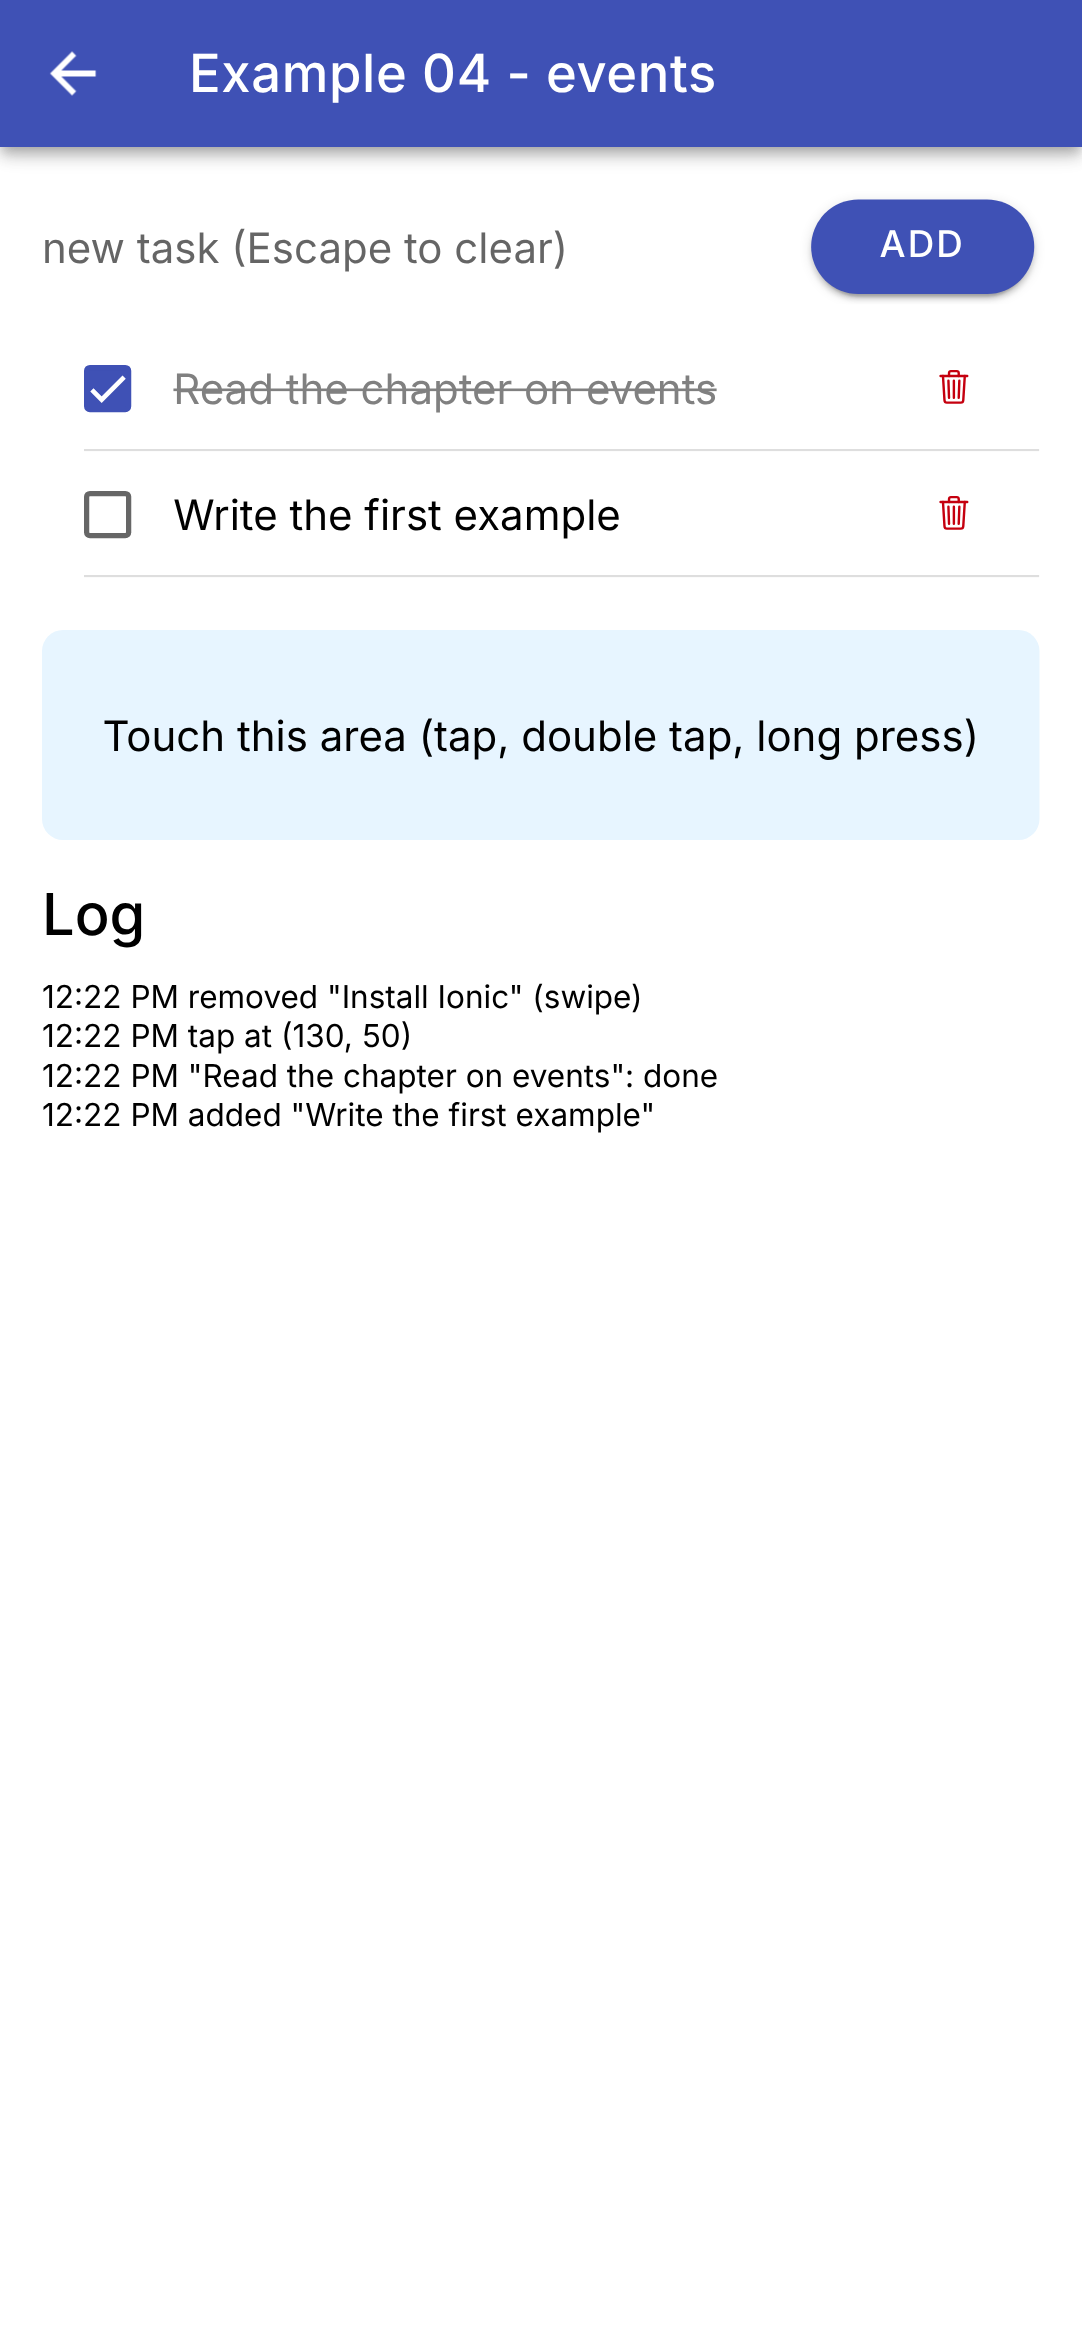 Example 04 - events
new task (Escape to clear)
ADD
Read the chapter on events
Write the first example
Touch this area (tap, double tap, long press)
Log
12:22 PM removed "Install Ionic" (swipe)
12:22 PM tap at (130, 50)
12:22 PM "Read the chapter on events": done
12:22 PM added "Write the first example"